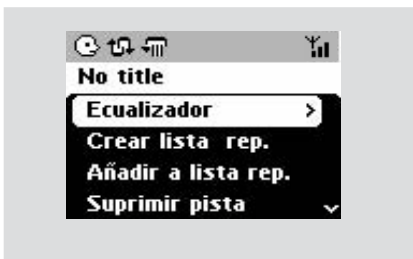 No title
Ecualizador >
Crear lista rep.
Añadir a lista rep.
Suprimir pista